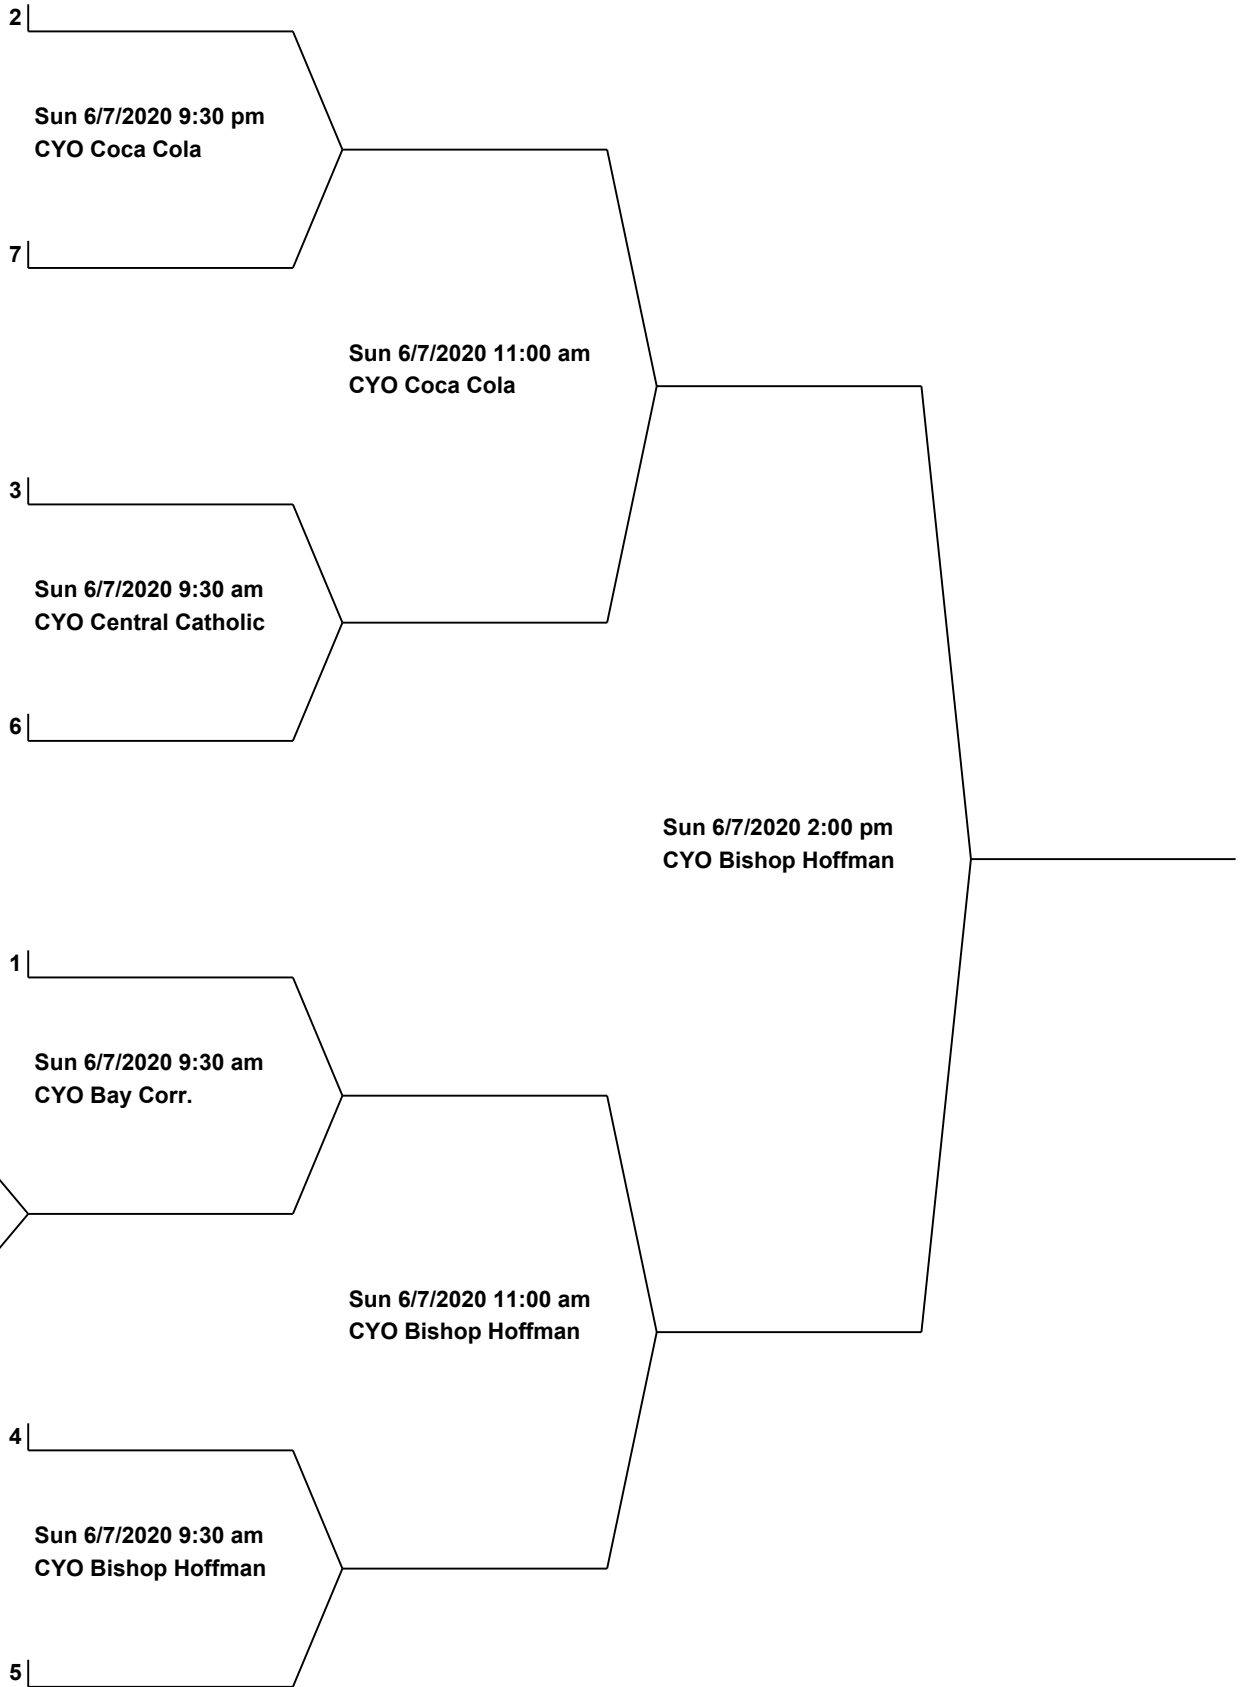 2
Sun 6/7/2020 9:30 pm
CYO Coca Cola
7
Sun 6/7/2020 11:00 am
CYO Coca Cola
3
Sun 6/7/2020 9:30 am
CYO Central Catholic
6
Sun 6/7/2020 2:00 pm
CYO Bishop Hoffman
1
Sun 6/7/2020 9:30 am
CYO Bay Corr.
Sun 6/7/2020 11:00 am
CYO Bishop Hoffman
4
Sun 6/7/2020 9:30 am
CYO Bishop Hoffman
5